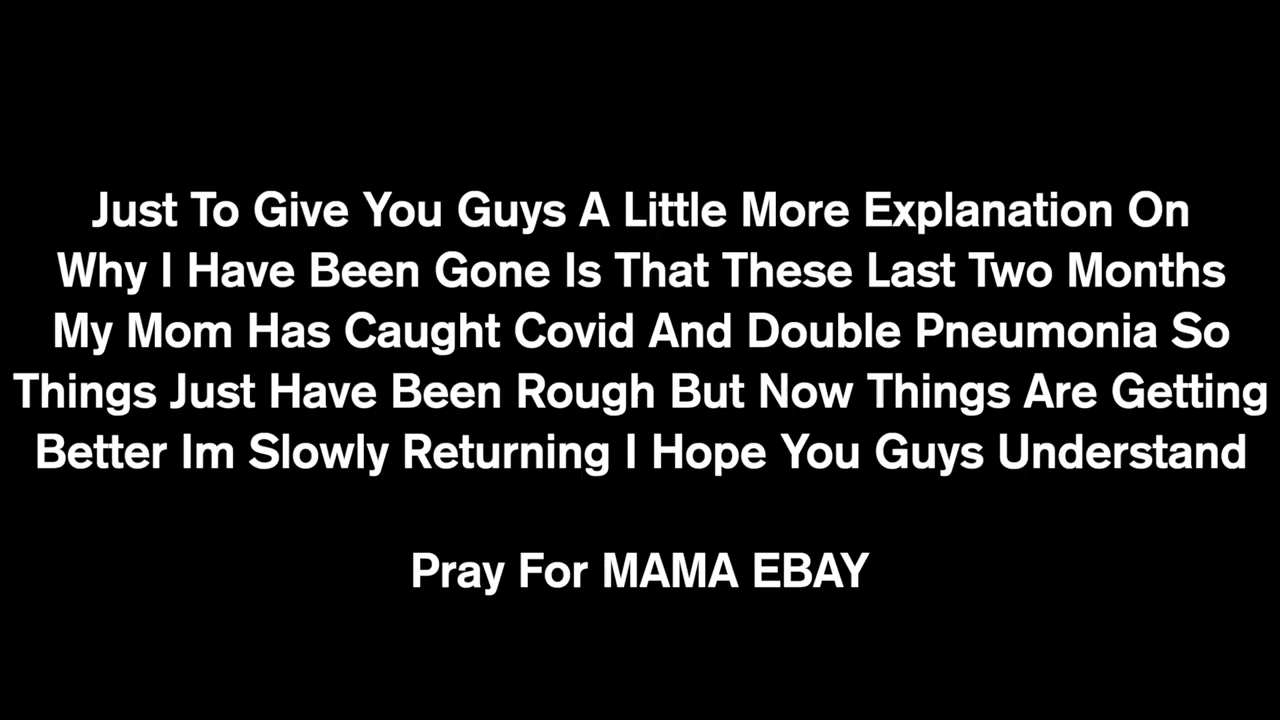 Just To Give You Guys A Little More Explanation On
Why I Have Been Gone Is That These Last Two Months
My Mom Has Caught Covid And Double Pneumonia So
Things Just Have Been Rough But Now Things Are Getting
Better Im Slowly Returning I Hope You Guys Understand
Pray For MAMA EBAY